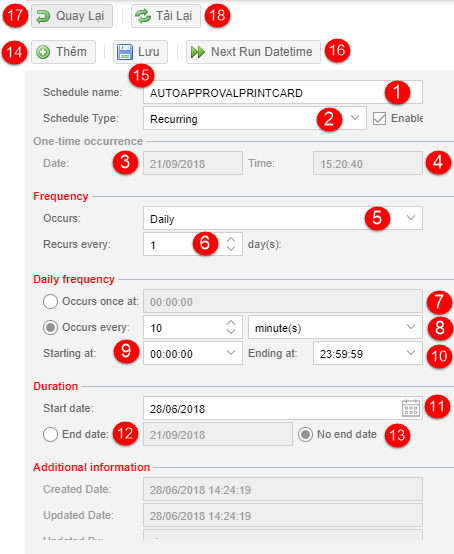 17 Quay Lại Tải Lại 18
14 Thêm Lưu Next Run Datetime 16
15
Schedule name: AUTOAPPROVALPRINTCARD 1
Schedule Type: Recurring 2 Enable
One-time occurrence
Date: 3 21/09/2018 Time: 15:20:40 4
Frequency
Occurs: Daily 5
Recurs every: 1 6 day(s):
Daily frequency
Occurs once at: 00:00:00 7
Occurs every: 10 minute(s) 8
Starting at: 9 00:00:00 Ending at: 23:59:59 10
Duration
Start date: 28/06/2018 11
End date: 12 21/09/2018 No end date 13
Additional information
Created Date: 28/06/2018 14:24:19
Updated Date: 28/06/2018 14:24:19
Updated By: